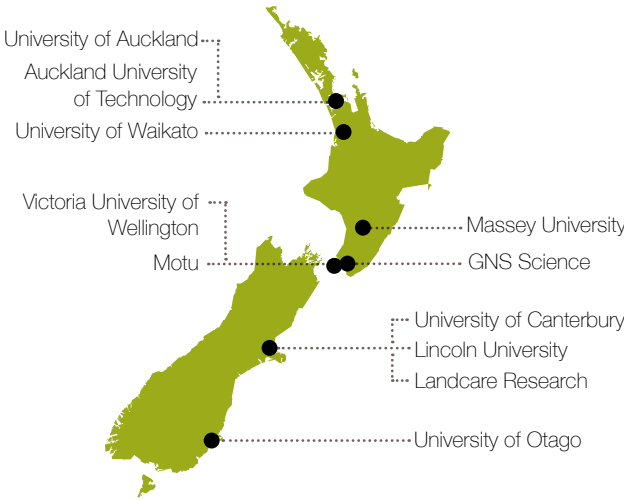 University of Auckland
Auckland University
of Technology
University of Waikato
Victoria University of
Wellington
Motu
Massey University
GNS Science
University of Canterbury
Lincoln University
Landcare Research
University of Otago